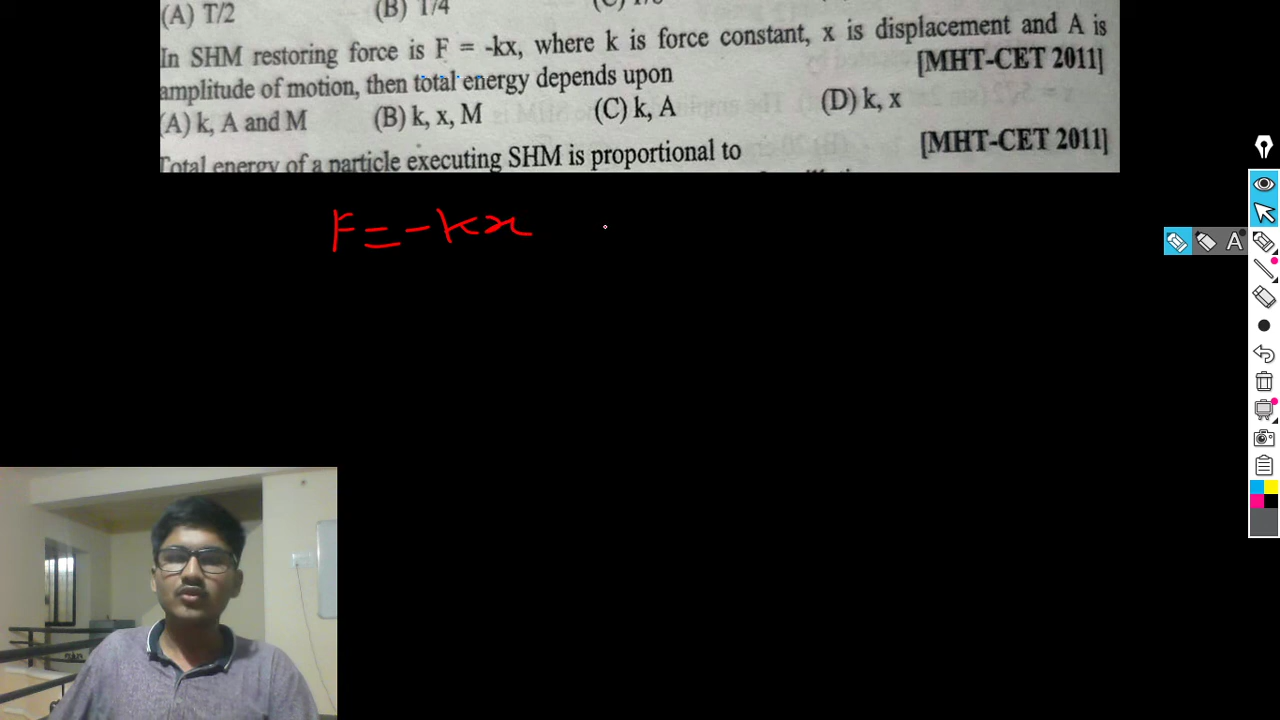 (A) T/2 (B) T/4
In SHM restoring force is F = -kx, where k is force constant, x is displacement and A is
amplitude of motion, then total energy depends upon [MHT-CET 2011]
(A) k, A and M (B) k, x, M (C) k, A (D) k, x
Total energy of a particle executing SHM is proportional to [MHT-CET 2011]
F = -kx
A